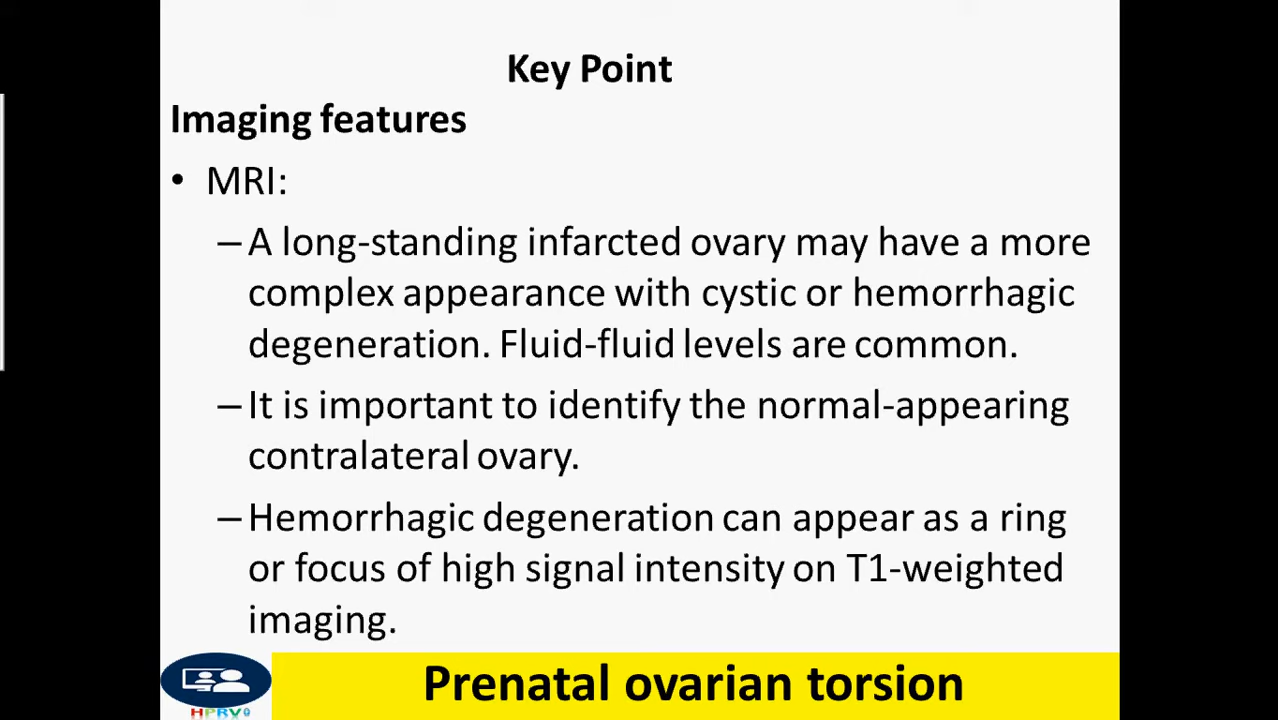 Key Point
Imaging features
• MRI:
– A long-standing infarcted ovary may have a more
complex appearance with cystic or hemorrhagic
degeneration. Fluid-fluid levels are common.
– It is important to identify the normal-appearing
contralateral ovary.
– Hemorrhagic degeneration can appear as a ring
or focus of high signal intensity on T1-weighted
imaging.
Prenatal ovarian torsion
HPRV